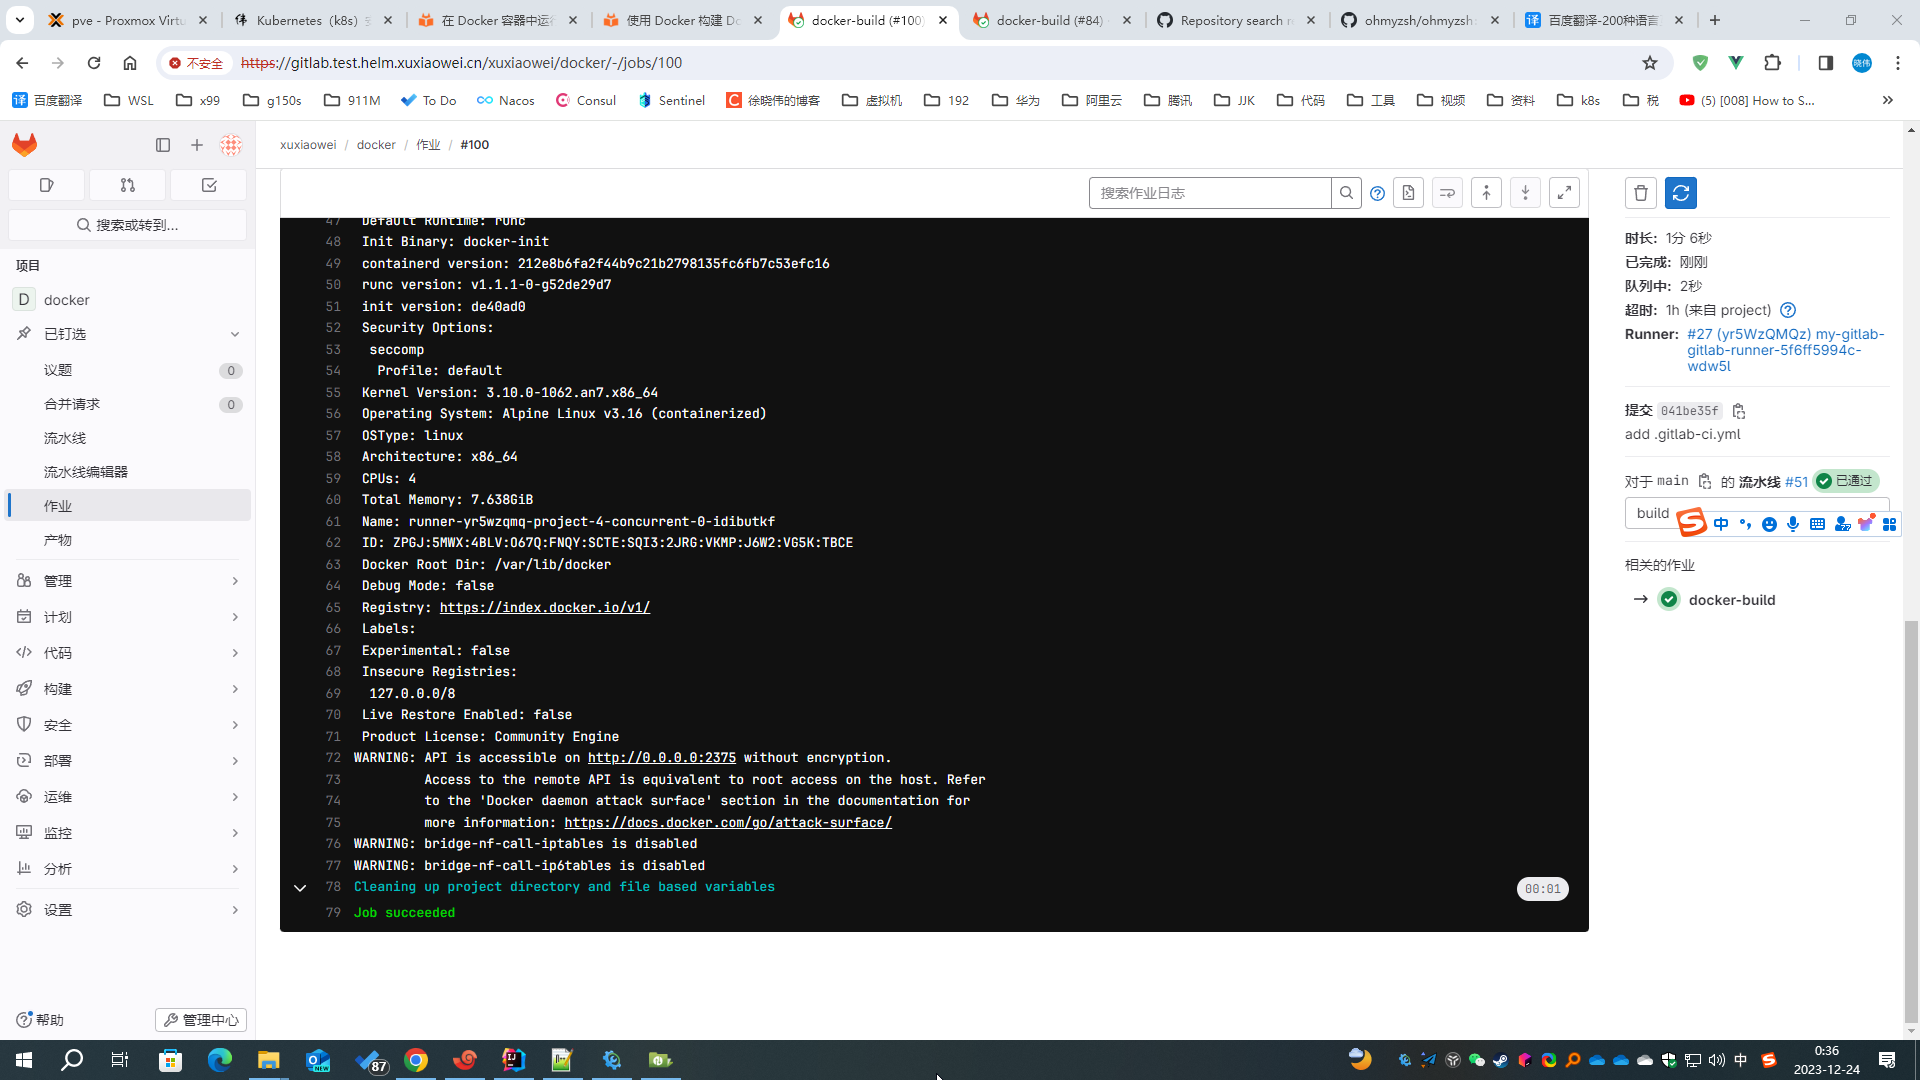 pve - Proxmox Virtu
Kubernetes（k8s）
在 Docker 容器中运行
使用 Docker 构建 Do
docker-build (#100)
docker-build (#84) ·
Repository search r
ohmyzsh/ohmyzsh:
百度翻译-200种语言
不安全
https://gitlab.test.helm.xuxiaowei.cn/xuxiaowei/docker/-/jobs/100
晓伟
百度翻译
WSL
x99
g150s
911M
To Do
Nacos
Consul
Sentinel
徐晓伟的博客
虚拟机
192
华为
阿里云
腾讯
JJK
代码
工具
视频
资料
k8s
税
(5) [008] How to S...
搜索或转到...
项目
D docker
已钉选
议题 0
合并请求 0
流水线
流水线编辑器
作业
产物
管理
计划
代码
构建
安全
部署
运维
监控
分析
设置
帮助
管理中心
xuxiaowei / docker / 作业 / #100
搜索作业日志
47 Default Runtime: runc
48 Init Binary: docker-init
49 containerd version: 212e8b6fa2f44b9c21b2798135fc6fb7c53efc16
50 runc version: v1.1.1-0-g52de29d7
51 init version: de40ad0
52 Security Options:
53 seccomp
54 Profile: default
55 Kernel Version: 3.10.0-1062.an7.x86_64
56 Operating System: Alpine Linux v3.16 (containerized)
57 OSType: linux
58 Architecture: x86_64
59 CPUs: 4
60 Total Memory: 7.638GiB
61 Name: runner-yr5wzqmq-project-4-concurrent-0-idibutkf
62 ID: ZPGJ:5MWX:4BLV:O67Q:FNQY:SCTE:SQI3:2JRG:VKMP:J6W2:VG5K:TBCE
63 Docker Root Dir: /var/lib/docker
64 Debug Mode: false
65 Registry: https://index.docker.io/v1/
66 Labels:
67 Experimental: false
68 Insecure Registries:
69 127.0.0.0/8
70 Live Restore Enabled: false
71 Product License: Community Engine
72 WARNING: API is accessible on http://0.0.0.0:2375 without encryption.
73 Access to the remote API is equivalent to root access on the host. Refer
74 to the 'Docker daemon attack surface' section in the documentation for
75 more information: https://docs.docker.com/go/attack-surface/
76 WARNING: bridge-nf-call-iptables is disabled
77 WARNING: bridge-nf-call-ip6tables is disabled
78 Cleaning up project directory and file based variables 00:01
79 Job succeeded
时长: 1分 6秒
已完成: 刚刚
队列中: 2秒
超时: 1h (来自 project)
Runner: #27 (yr5WzQMQz) my-gitlab-
gitlab-runner-5f6ff5994c-
wdw5l
提交 041be35f
add .gitlab-ci.yml
对于 main 的 流水线 #51 已通过
build
中
相关的作业
docker-build
NEW
87
中
0:36
2023-12-24